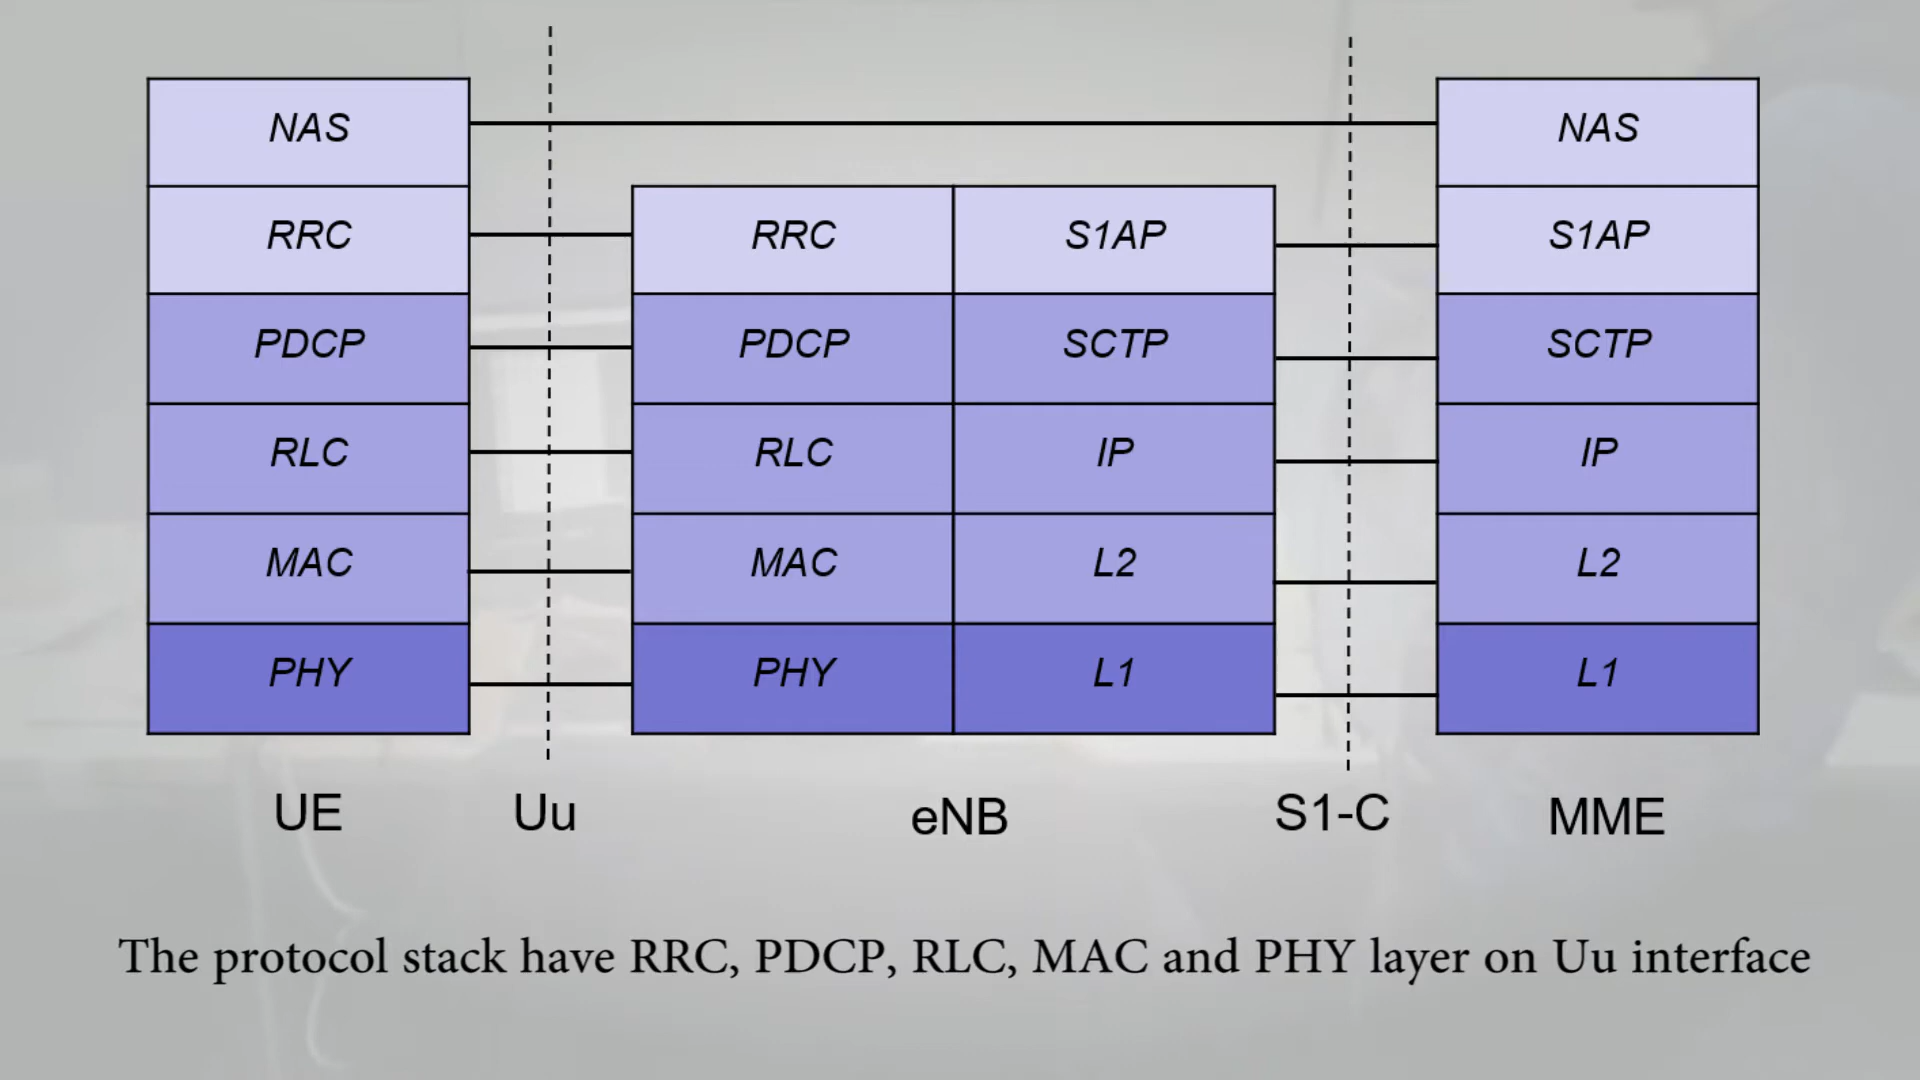 NAS NAS
RRC RRC S1AP S1AP
PDCP PDCP SCTP SCTP
RLC RLC IP IP
MAC MAC L2 L2
PHY PHY L1 L1
UE Uu eNB S1-C MME
The protocol stack have RRC, PDCP, RLC, MAC and PHY layer on Uu interface